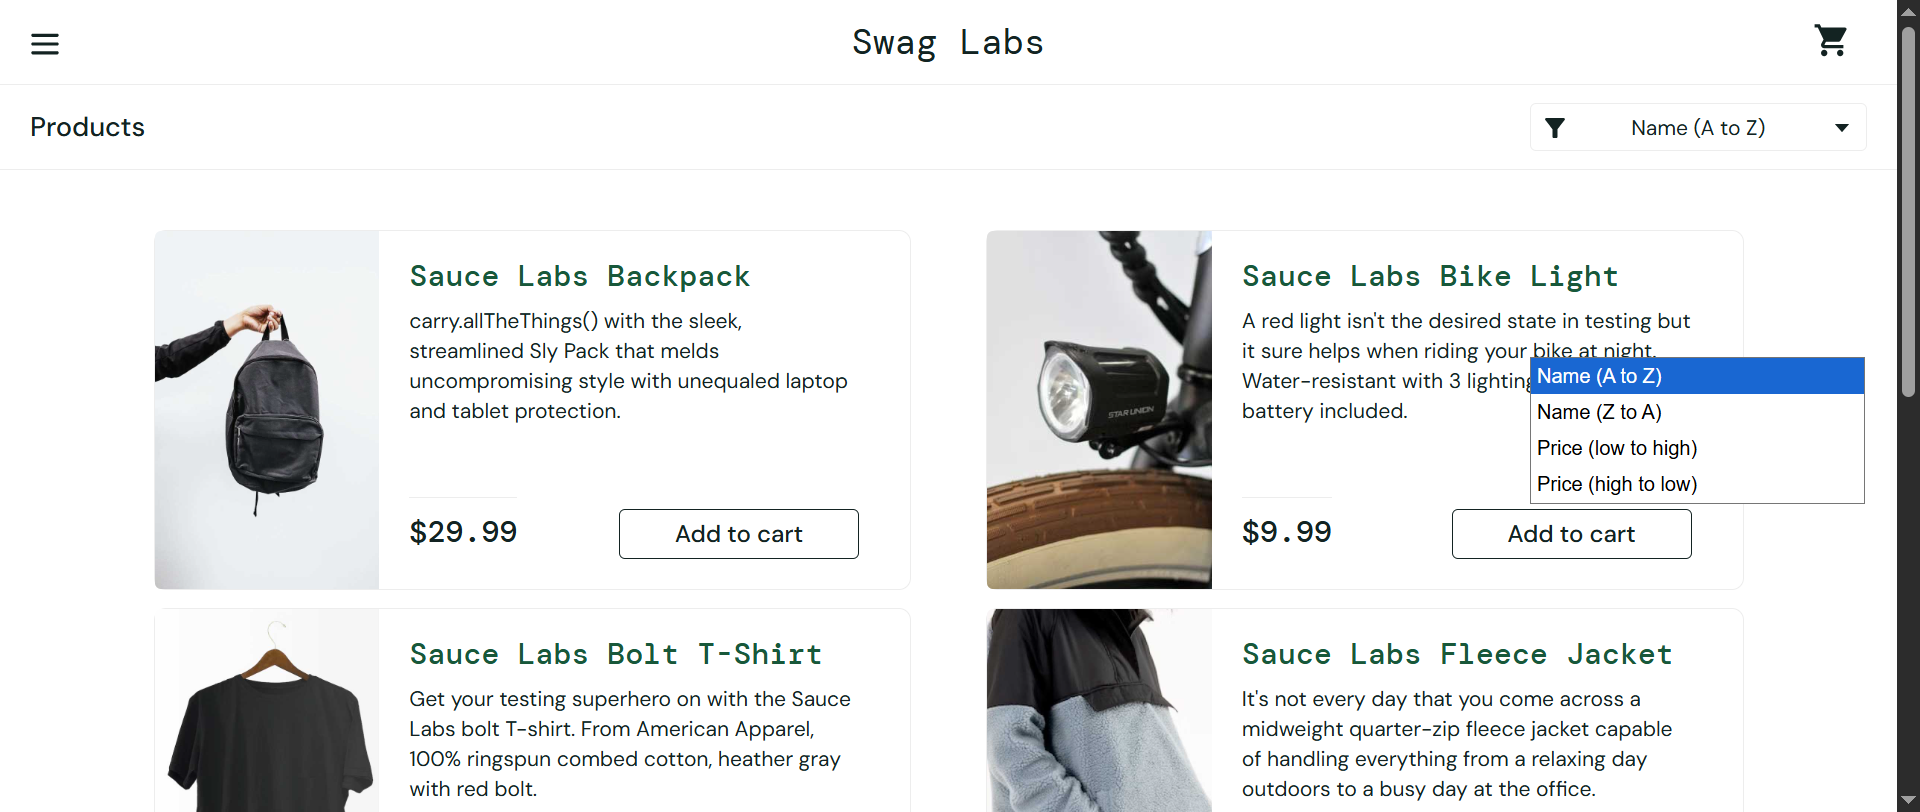 Swag Labs
Products
Name (A to Z)
Sauce Labs Backpack
carry.allTheThings() with the sleek,
streamlined Sly Pack that melds
uncompromising style with unequaled laptop
and tablet protection.
$29.99
Add to cart
Sauce Labs Bike Light
A red light isn't the desired state in testing but
it sure helps when riding your bike at night.
Water-resistant with 3 lighting
battery included.
STAR UNION
$9.99
Add to cart
Name (A to Z)
Name (Z to A)
Price (low to high)
Price (high to low)
Sauce Labs Bolt T-Shirt
Get your testing superhero on with the Sauce
Labs bolt T-shirt. From American Apparel,
100% ringspun combed cotton, heather gray
with red bolt.
Sauce Labs Fleece Jacket
It's not every day that you come across a
midweight quarter-zip fleece jacket capable
of handling everything from a relaxing day
outdoors to a busy day at the office.